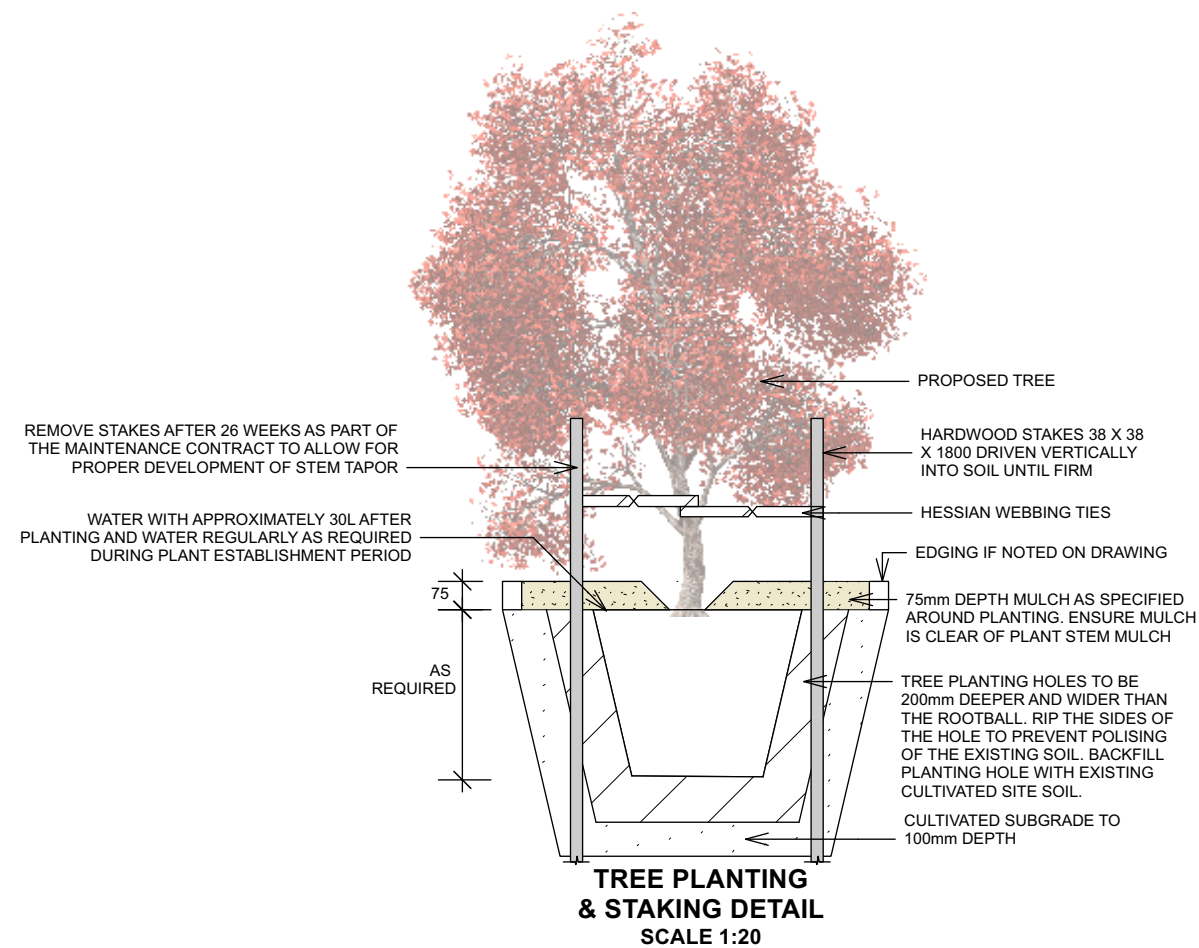 PROPOSED TREE
REMOVE STAKES AFTER 26 WEEKS AS PART OF
THE MAINTENANCE CONTRACT TO ALLOW FOR
PROPER DEVELOPMENT OF STEM TAPOR
HARDWOOD STAKES 38 X 38
X 1800 DRIVEN VERTICALLY
INTO SOIL UNTIL FIRM
WATER WITH APPROXIMATELY 30L AFTER
PLANTING AND WATER REGULARLY AS REQUIRED
DURING PLANT ESTABLISHMENT PERIOD
HESSIAN WEBBING TIES
EDGING IF NOTED ON DRAWING
75
75mm DEPTH MULCH AS SPECIFIED
AROUND PLANTING. ENSURE MULCH
IS CLEAR OF PLANT STEM MULCH
AS
REQUIRED
TREE PLANTING HOLES TO BE
200mm DEEPER AND WIDER THAN
THE ROOTBALL. RIP THE SIDES OF
THE HOLE TO PREVENT POLISING
OF THE EXISTING SOIL. BACKFILL
PLANTING HOLE WITH EXISTING
CULTIVATED SITE SOIL.
CULTIVATED SUBGRADE TO
100mm DEPTH
TREE PLANTING
& STAKING DETAIL
SCALE 1:20